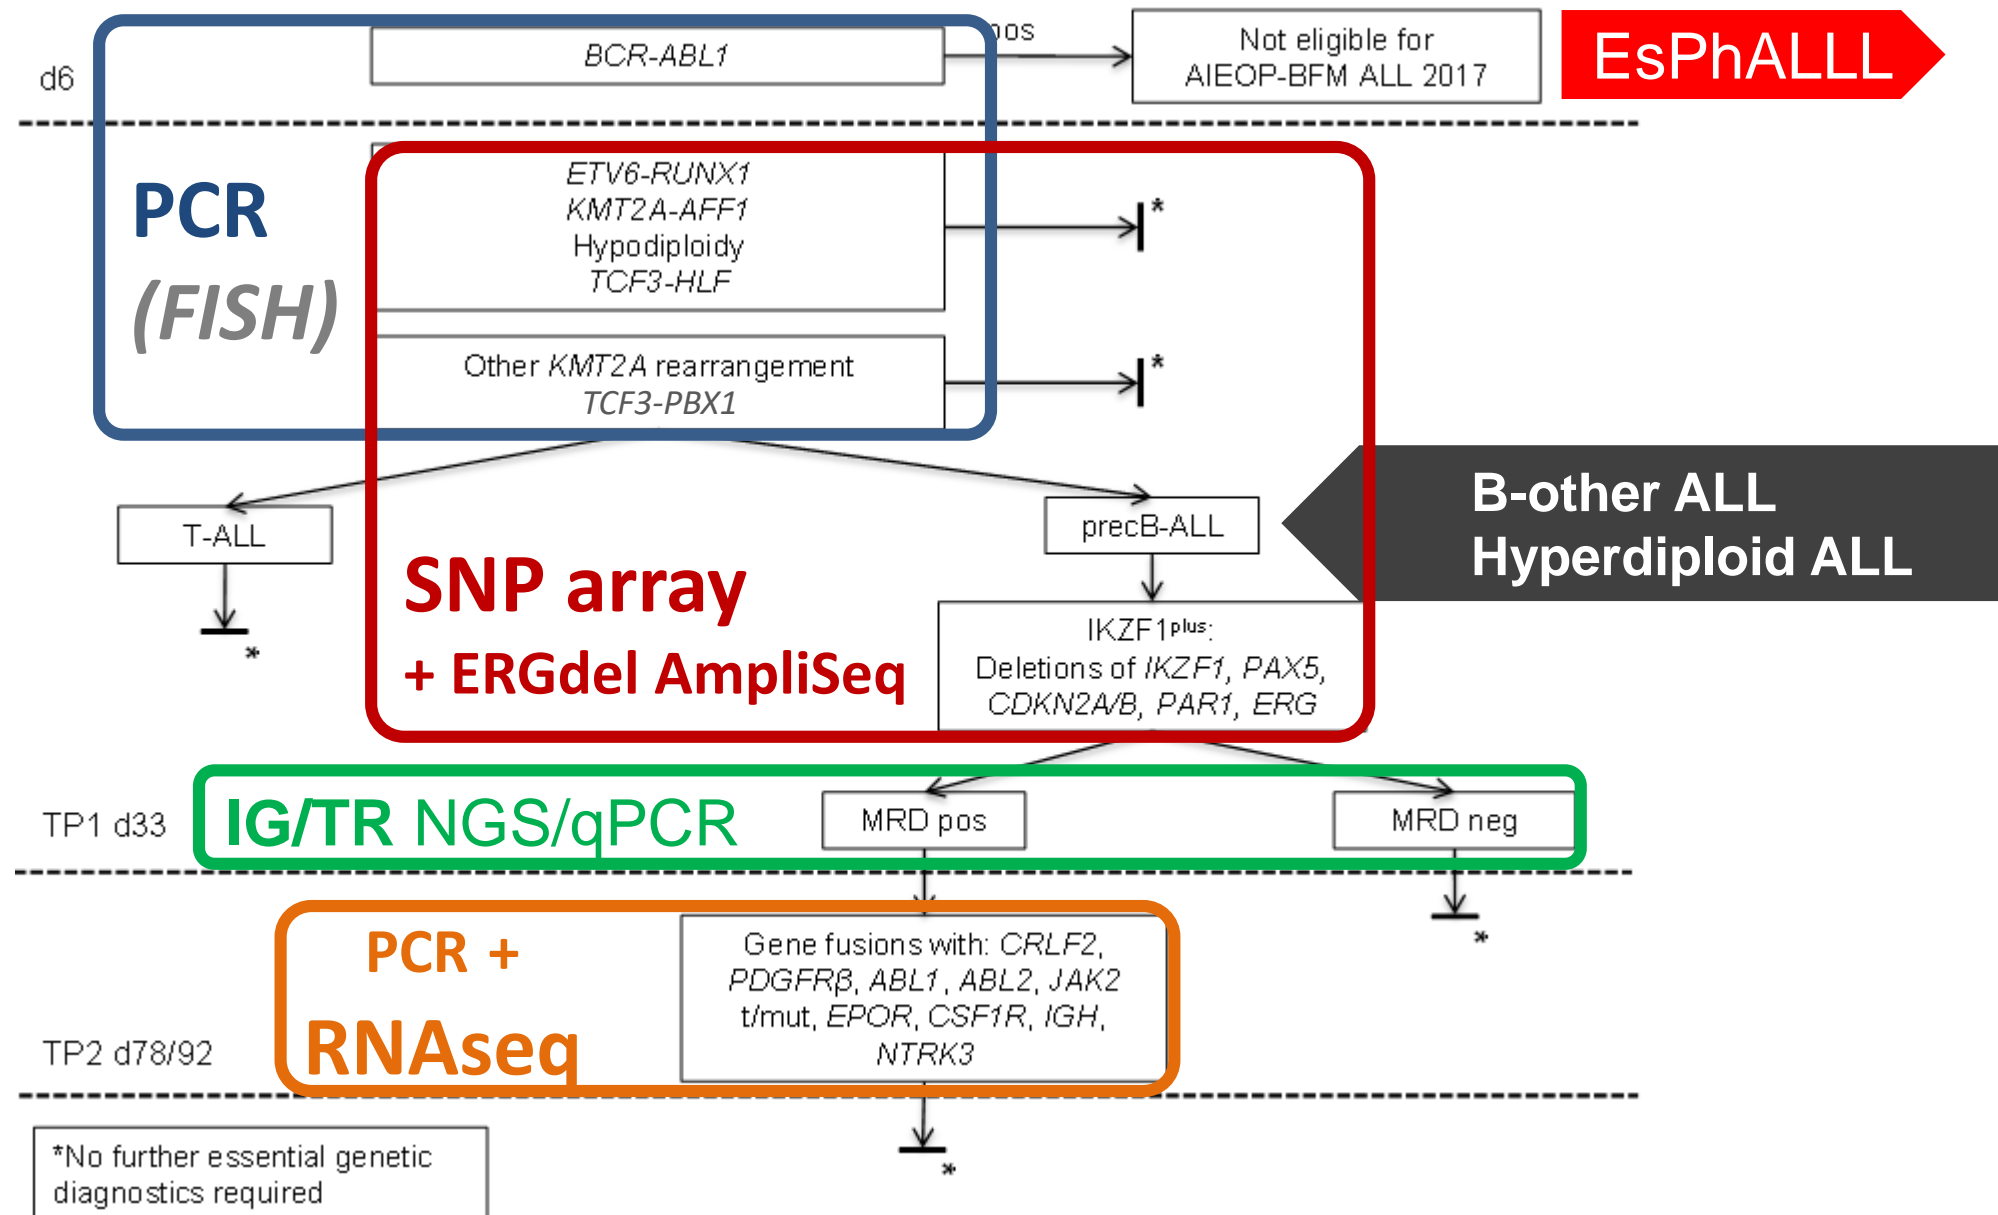 d6
BCR-ABL1
pos
Not eligible for
AIEOP-BFM ALL 2017
EsPhALLL
PCR
(FISH)
ETV6-RUNX1
KMT2A-AFF1
Hypodiploidy
TCF3-HLF
*
Other KMT2A rearrangement
TCF3-PBX1
*
T-ALL
*
precB-ALL
B-other ALL
Hyperdiploid ALL
SNP array
+ ERGdel AmpliSeq
IKZF1plus:
Deletions of IKZF1, PAX5,
CDKN2A/B, PAR1, ERG
TP1 d33
IG/TR NGS/qPCR
MRD pos
MRD neg
*
PCR +
RNAseq
Gene fusions with: CRLF2,
PDGFRβ, ABL1, ABL2, JAK2
t/mut, EPOR, CSF1R, IGH,
NTRK3
TP2 d78/92
*
*No further essential genetic
diagnostics required